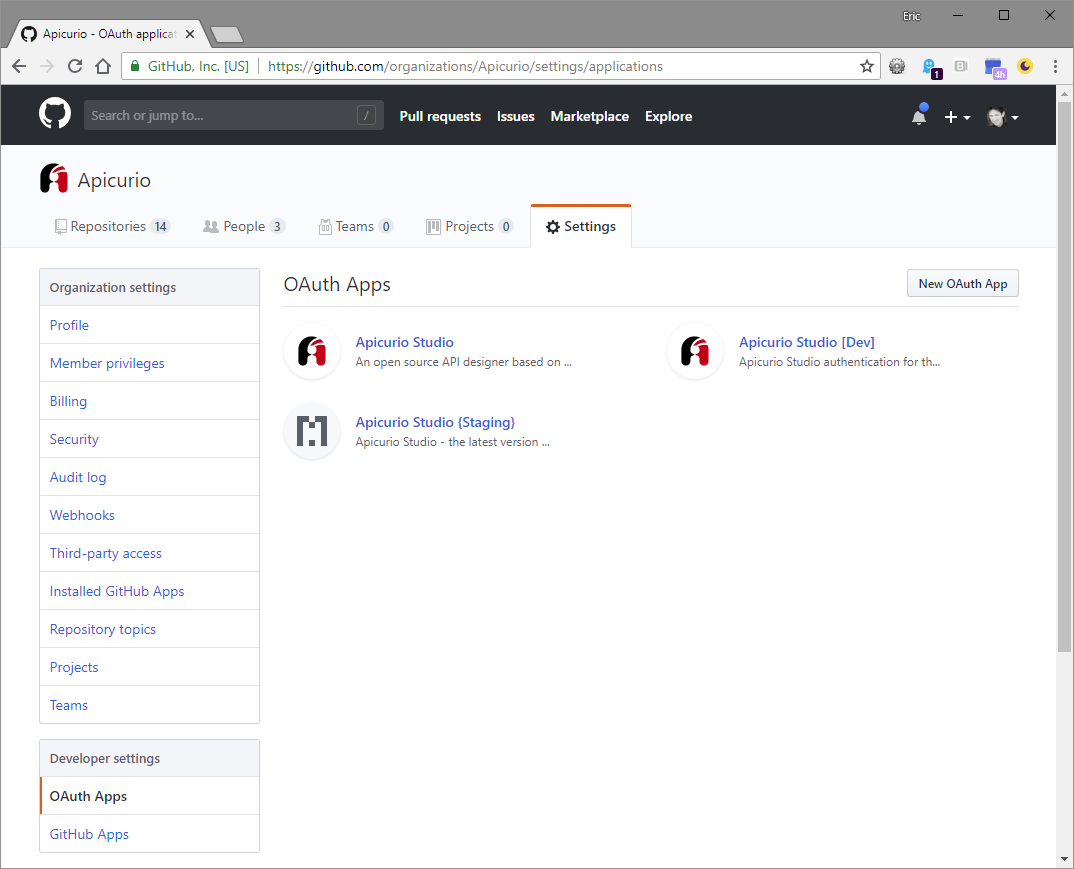 Eric
Apicurio - OAuth applicat
GitHub, Inc. [US] https://github.com/organizations/Apicurio/settings/applications
1
4h
Search or jump to... /
Pull requests Issues Marketplace Explore
Apicurio
Repositories 14 People 3 Teams 0 Projects 0 Settings
Organization settings
Profile
Member privileges
Billing
Security
Audit log
Webhooks
Third-party access
Installed GitHub Apps
Repository topics
Projects
Teams
Developer settings
OAuth Apps
GitHub Apps
OAuth Apps
New OAuth App
Apicurio Studio
An open source API designer based on ...
Apicurio Studio [Dev]
Apicurio Studio authentication for th...
Apicurio Studio {Staging}
Apicurio Studio - the latest version ...